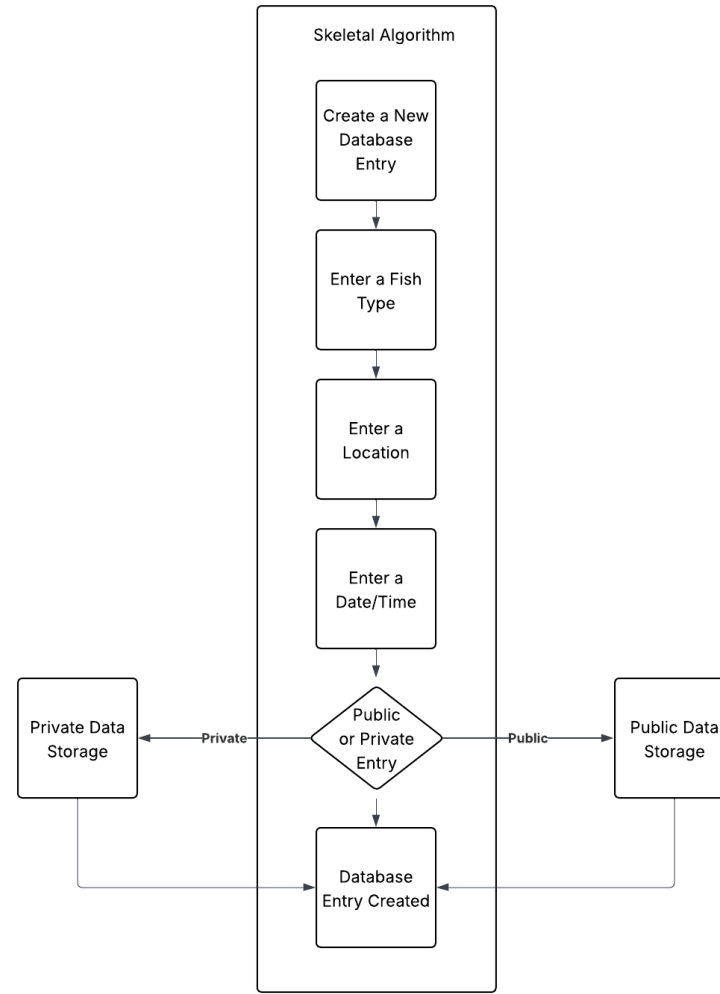 Skeletal Algorithm
Create a New
Database
Entry
Enter a Fish
Type
Enter a
Location
Enter a
Date/Time
Public
or Private
Entry
Private
Public
Private Data
Storage
Public Data
Storage
Database
Entry Created